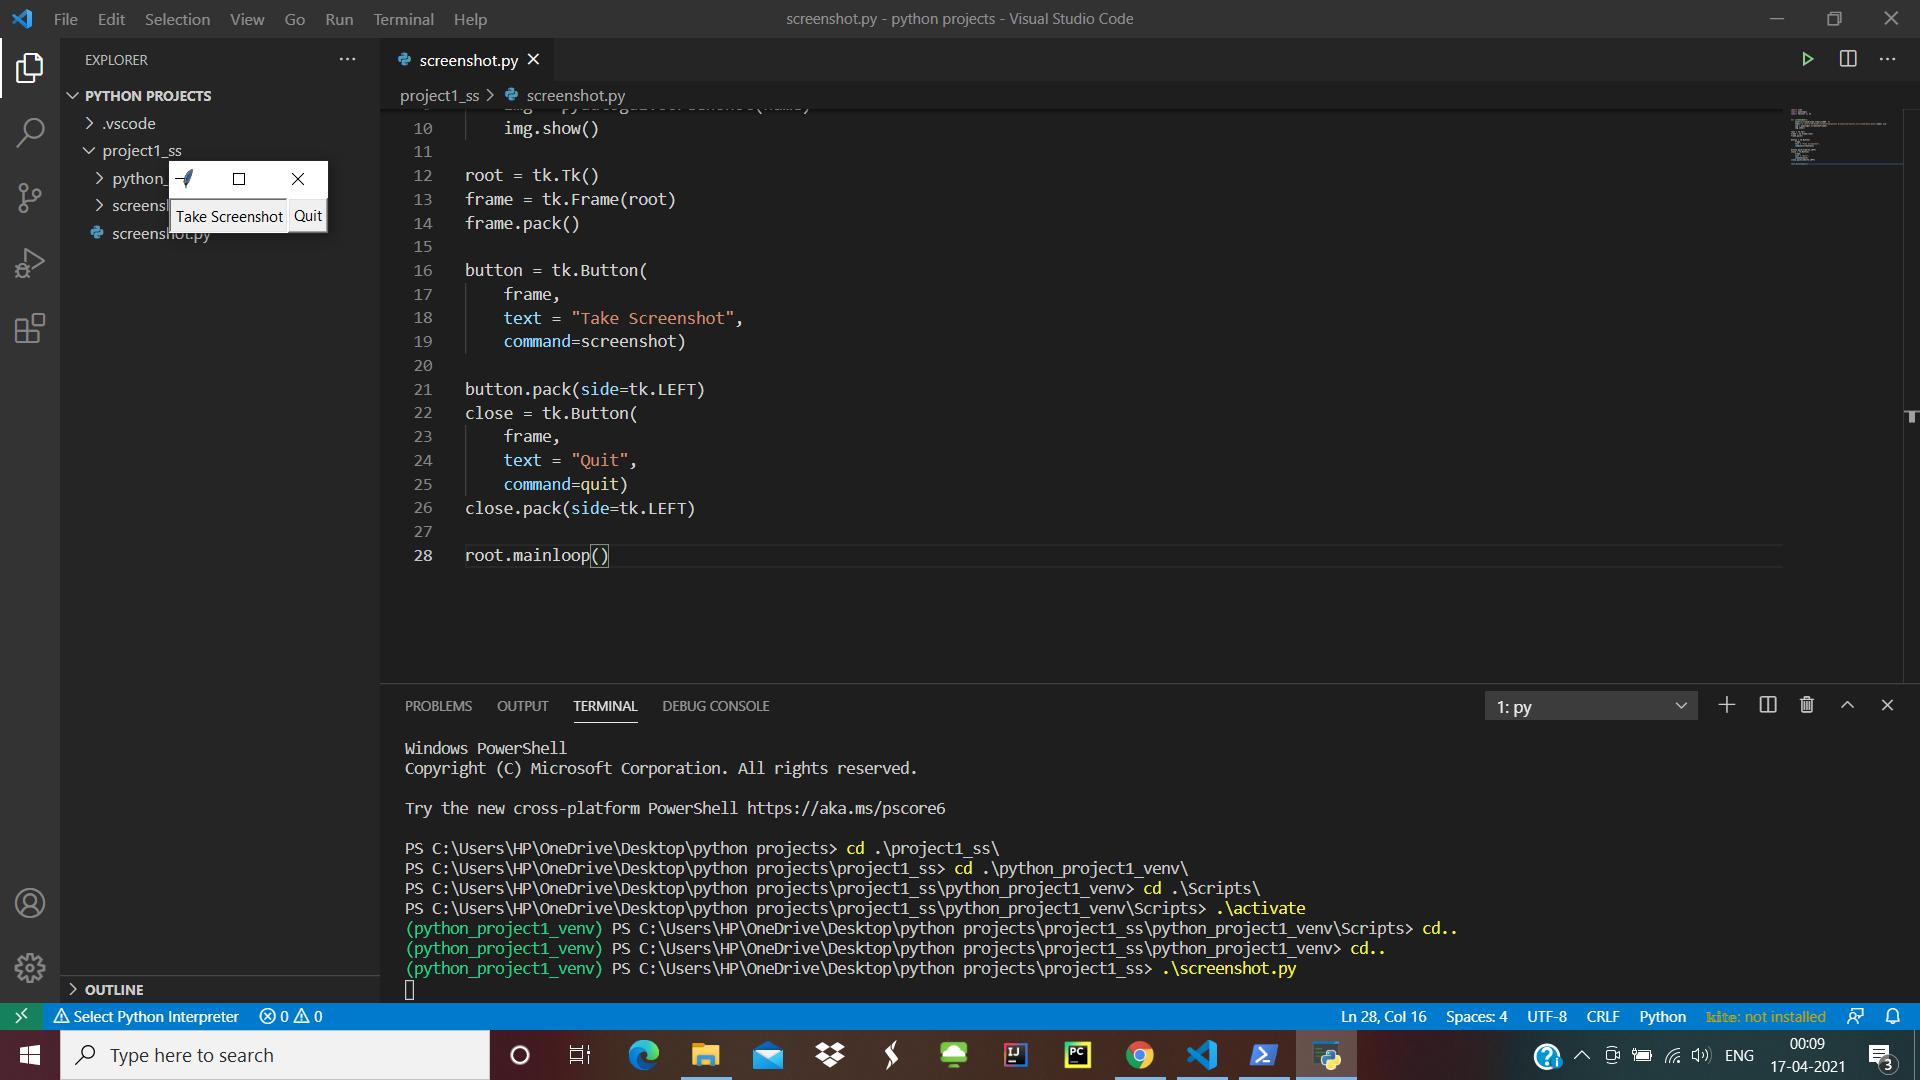 File Edit Selection View Go Run Terminal Help
screenshot.py - python projects - Visual Studio Code
EXPLORER
PYTHON PROJECTS
.vscode
project1_ss
python_
screens
screenshot.py
Take Screenshot Quit
screenshot.py
project1_ss > screenshot.py
10 img.show()
11
12 root = tk.Tk()
13 frame = tk.Frame(root)
14 frame.pack()
15
16 button = tk.Button(
17 frame,
18 text = "Take Screenshot",
19 command=screenshot)
20
21 button.pack(side=tk.LEFT)
22 close = tk.Button(
23 frame,
24 text = "Quit",
25 command=quit)
26 close.pack(side=tk.LEFT)
27
28 root.mainloop()
PROBLEMS OUTPUT TERMINAL DEBUG CONSOLE
1: py
Windows PowerShell
Copyright (C) Microsoft Corporation. All rights reserved.
Try the new cross-platform PowerShell https://aka.ms/pscore6
PS C:\Users\HP\OneDrive\Desktop\python projects> cd .\project1_ss\
PS C:\Users\HP\OneDrive\Desktop\python projects\project1_ss> cd .\python_project1_venv\
PS C:\Users\HP\OneDrive\Desktop\python projects\project1_ss\python_project1_venv> cd .\Scripts\
PS C:\Users\HP\OneDrive\Desktop\python projects\project1_ss\python_project1_venv\Scripts> .\activate
(python_project1_venv) PS C:\Users\HP\OneDrive\Desktop\python projects\project1_ss\python_project1_venv\Scripts> cd..
(python_project1_venv) PS C:\Users\HP\OneDrive\Desktop\python projects\project1_ss\python_project1_venv> cd..
(python_project1_venv) PS C:\Users\HP\OneDrive\Desktop\python projects\project1_ss> .\screenshot.py
OUTLINE
Select Python Interpreter 0 0
Ln 28, Col 16 Spaces: 4 UTF-8 CRLF Python kite: not installed
Type here to search
IJ
PC
ENG
00:09
17-04-2021
3